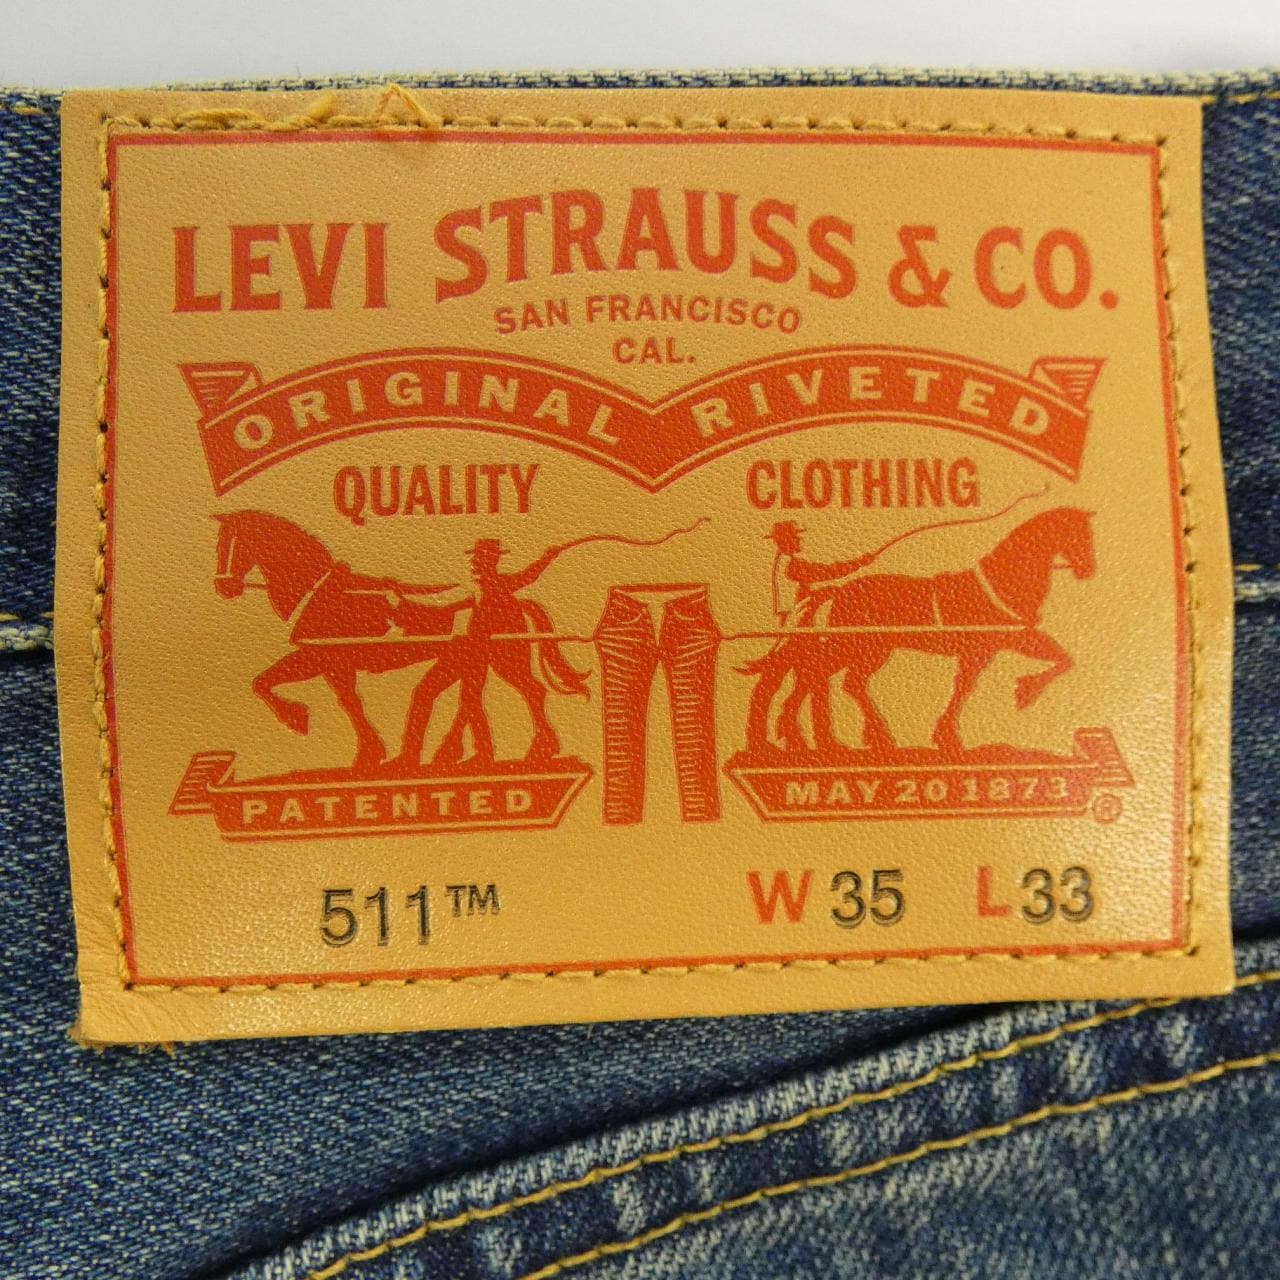 LEVI STRAUSS & CO.
SAN FRANCISCO
CAL.
ORIGINAL RIVETED
QUALITY CLOTHING
PATENTED MAY 20 1873 ®
511™ W 35 L 33